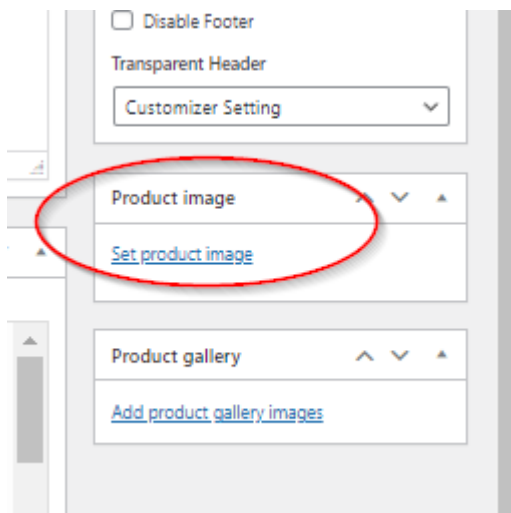 Disable Footer
Transparent Header
Customizer Setting
Product image
Set product image
Product gallery
Add product gallery images